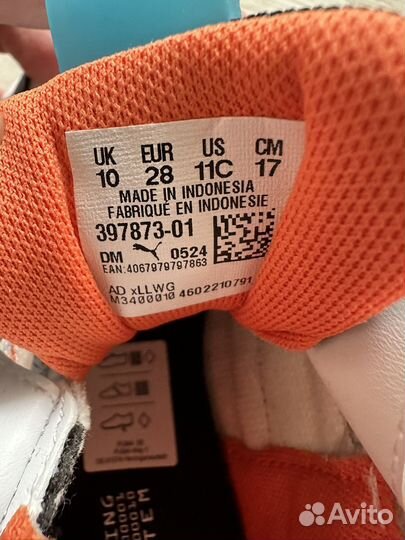 UK EUR US CM
10 28 11C 17
MADE IN INDONESIA
FABRIQUÉ EN INDONESIE
397873-01
DM 0524
EAN: 4067979797863
AD xLLWG
M3400010 4602210791
Avito